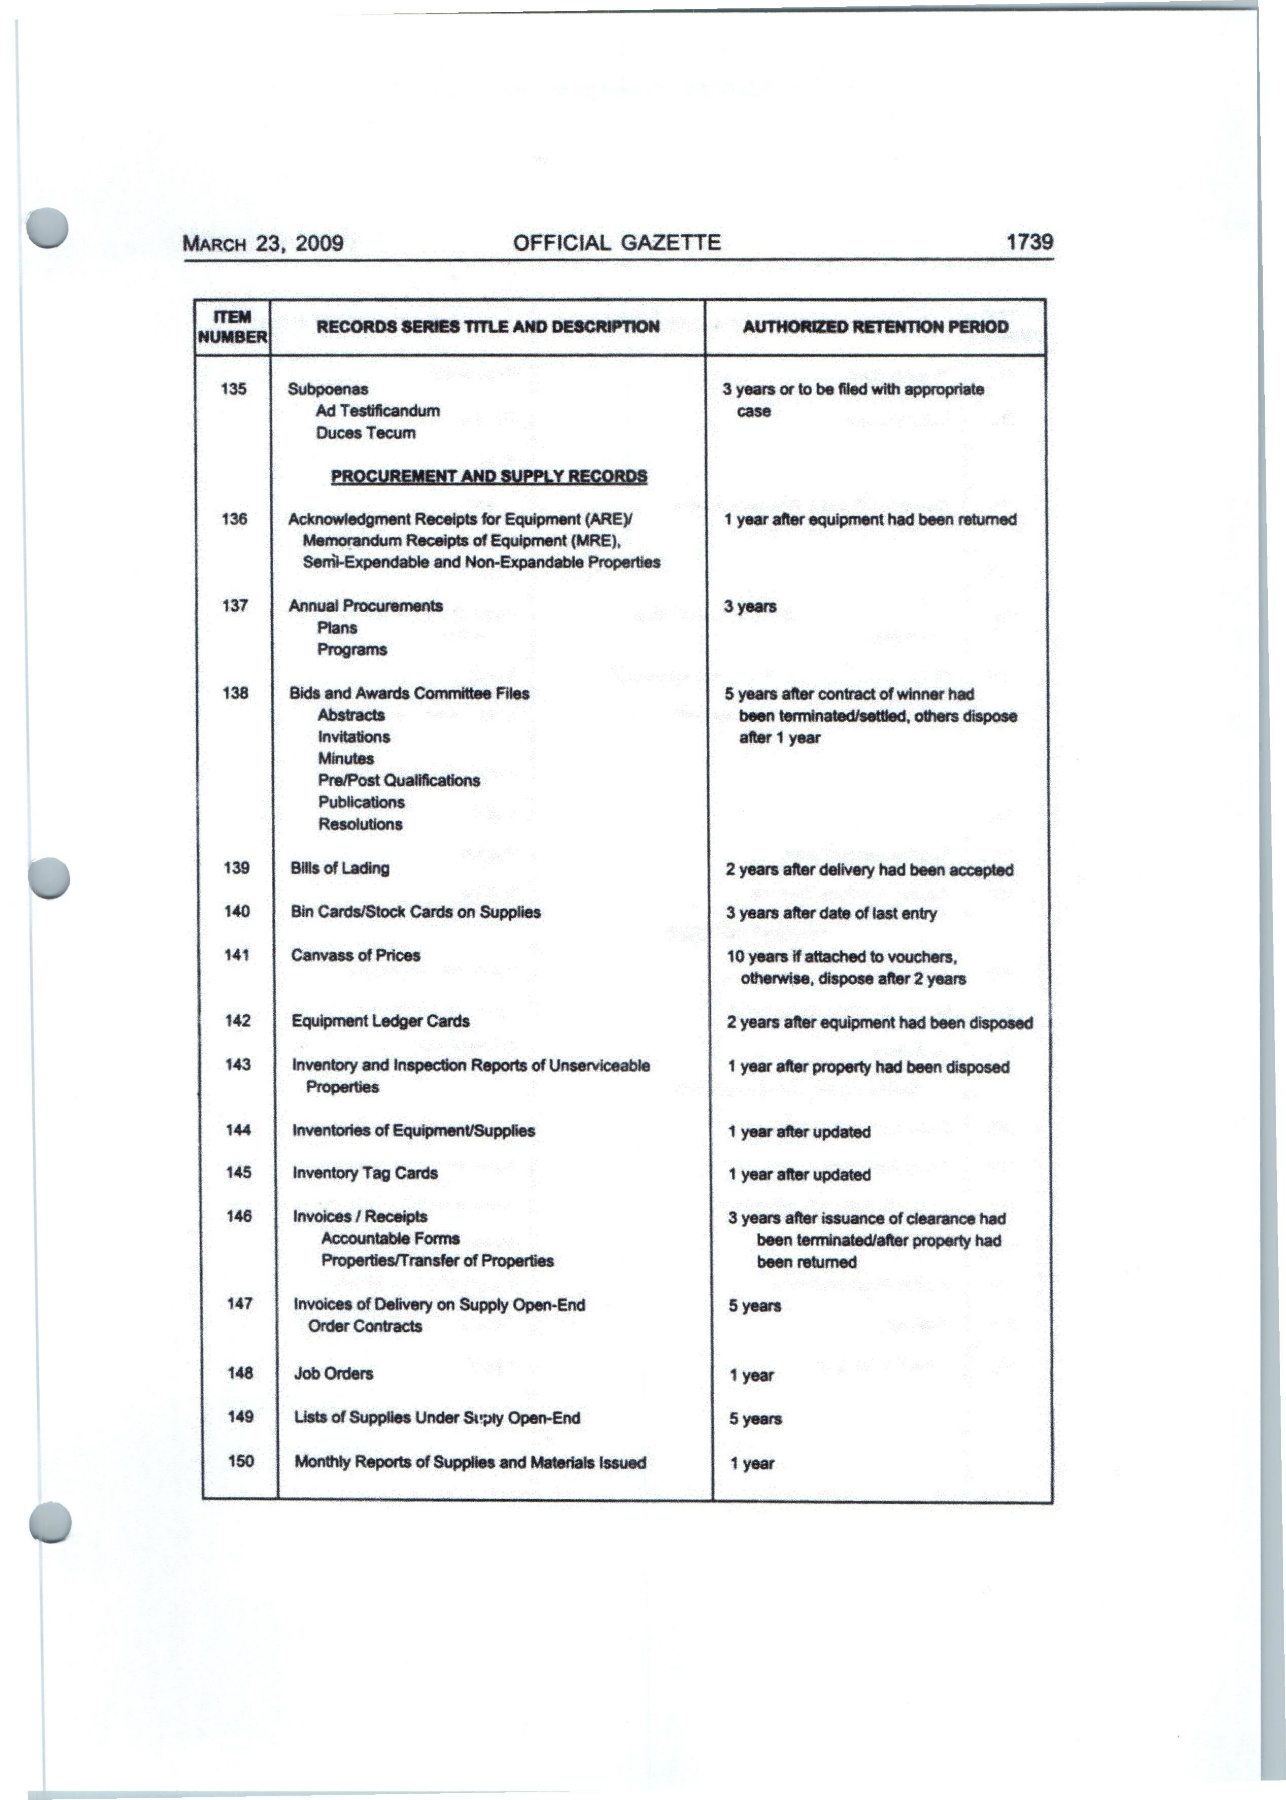 MARCH 23, 2009 OFFICIAL GAZETTE 1739
ITEM NUMBER RECORDS SERIES TITLE AND DESCRIPTION AUTHORIZED RETENTION PERIOD
135 Subpoenas 3 years or to be filed with appropriate
Ad Testificandum case
Duces Tecum
PROCUREMENT AND SUPPLY RECORDS
136 Acknowledgment Receipts for Equipment (ARE)/ 1 year after equipment had been returned
Memorandum Receipts of Equipment (MRE),
Semi-Expendable and Non-Expandable Properties
137 Annual Procurements 3 years
Plans
Programs
138 Bids and Awards Committee Files 5 years after contract of winner had
Abstracts been terminated/settled, others dispose
Invitations after 1 year
Minutes
Pre/Post Qualifications
Publications
Resolutions
139 Bills of Lading 2 years after delivery had been accepted
140 Bin Cards/Stock Cards on Supplies 3 years after date of last entry
141 Canvass of Prices 10 years if attached to vouchers,
otherwise, dispose after 2 years
142 Equipment Ledger Cards 2 years after equipment had been disposed
143 Inventory and Inspection Reports of Unserviceable 1 year after property had been disposed
Properties
144 Inventories of Equipment/Supplies 1 year after updated
145 Inventory Tag Cards 1 year after updated
146 Invoices / Receipts 3 years after issuance of clearance had
Accountable Forms been terminated/after property had
Properties/Transfer of Properties been returned
147 Invoices of Delivery on Supply Open-End 5 years
Order Contracts
148 Job Orders 1 year
149 Lists of Supplies Under Supply Open-End 5 years
150 Monthly Reports of Supplies and Materials Issued 1 year